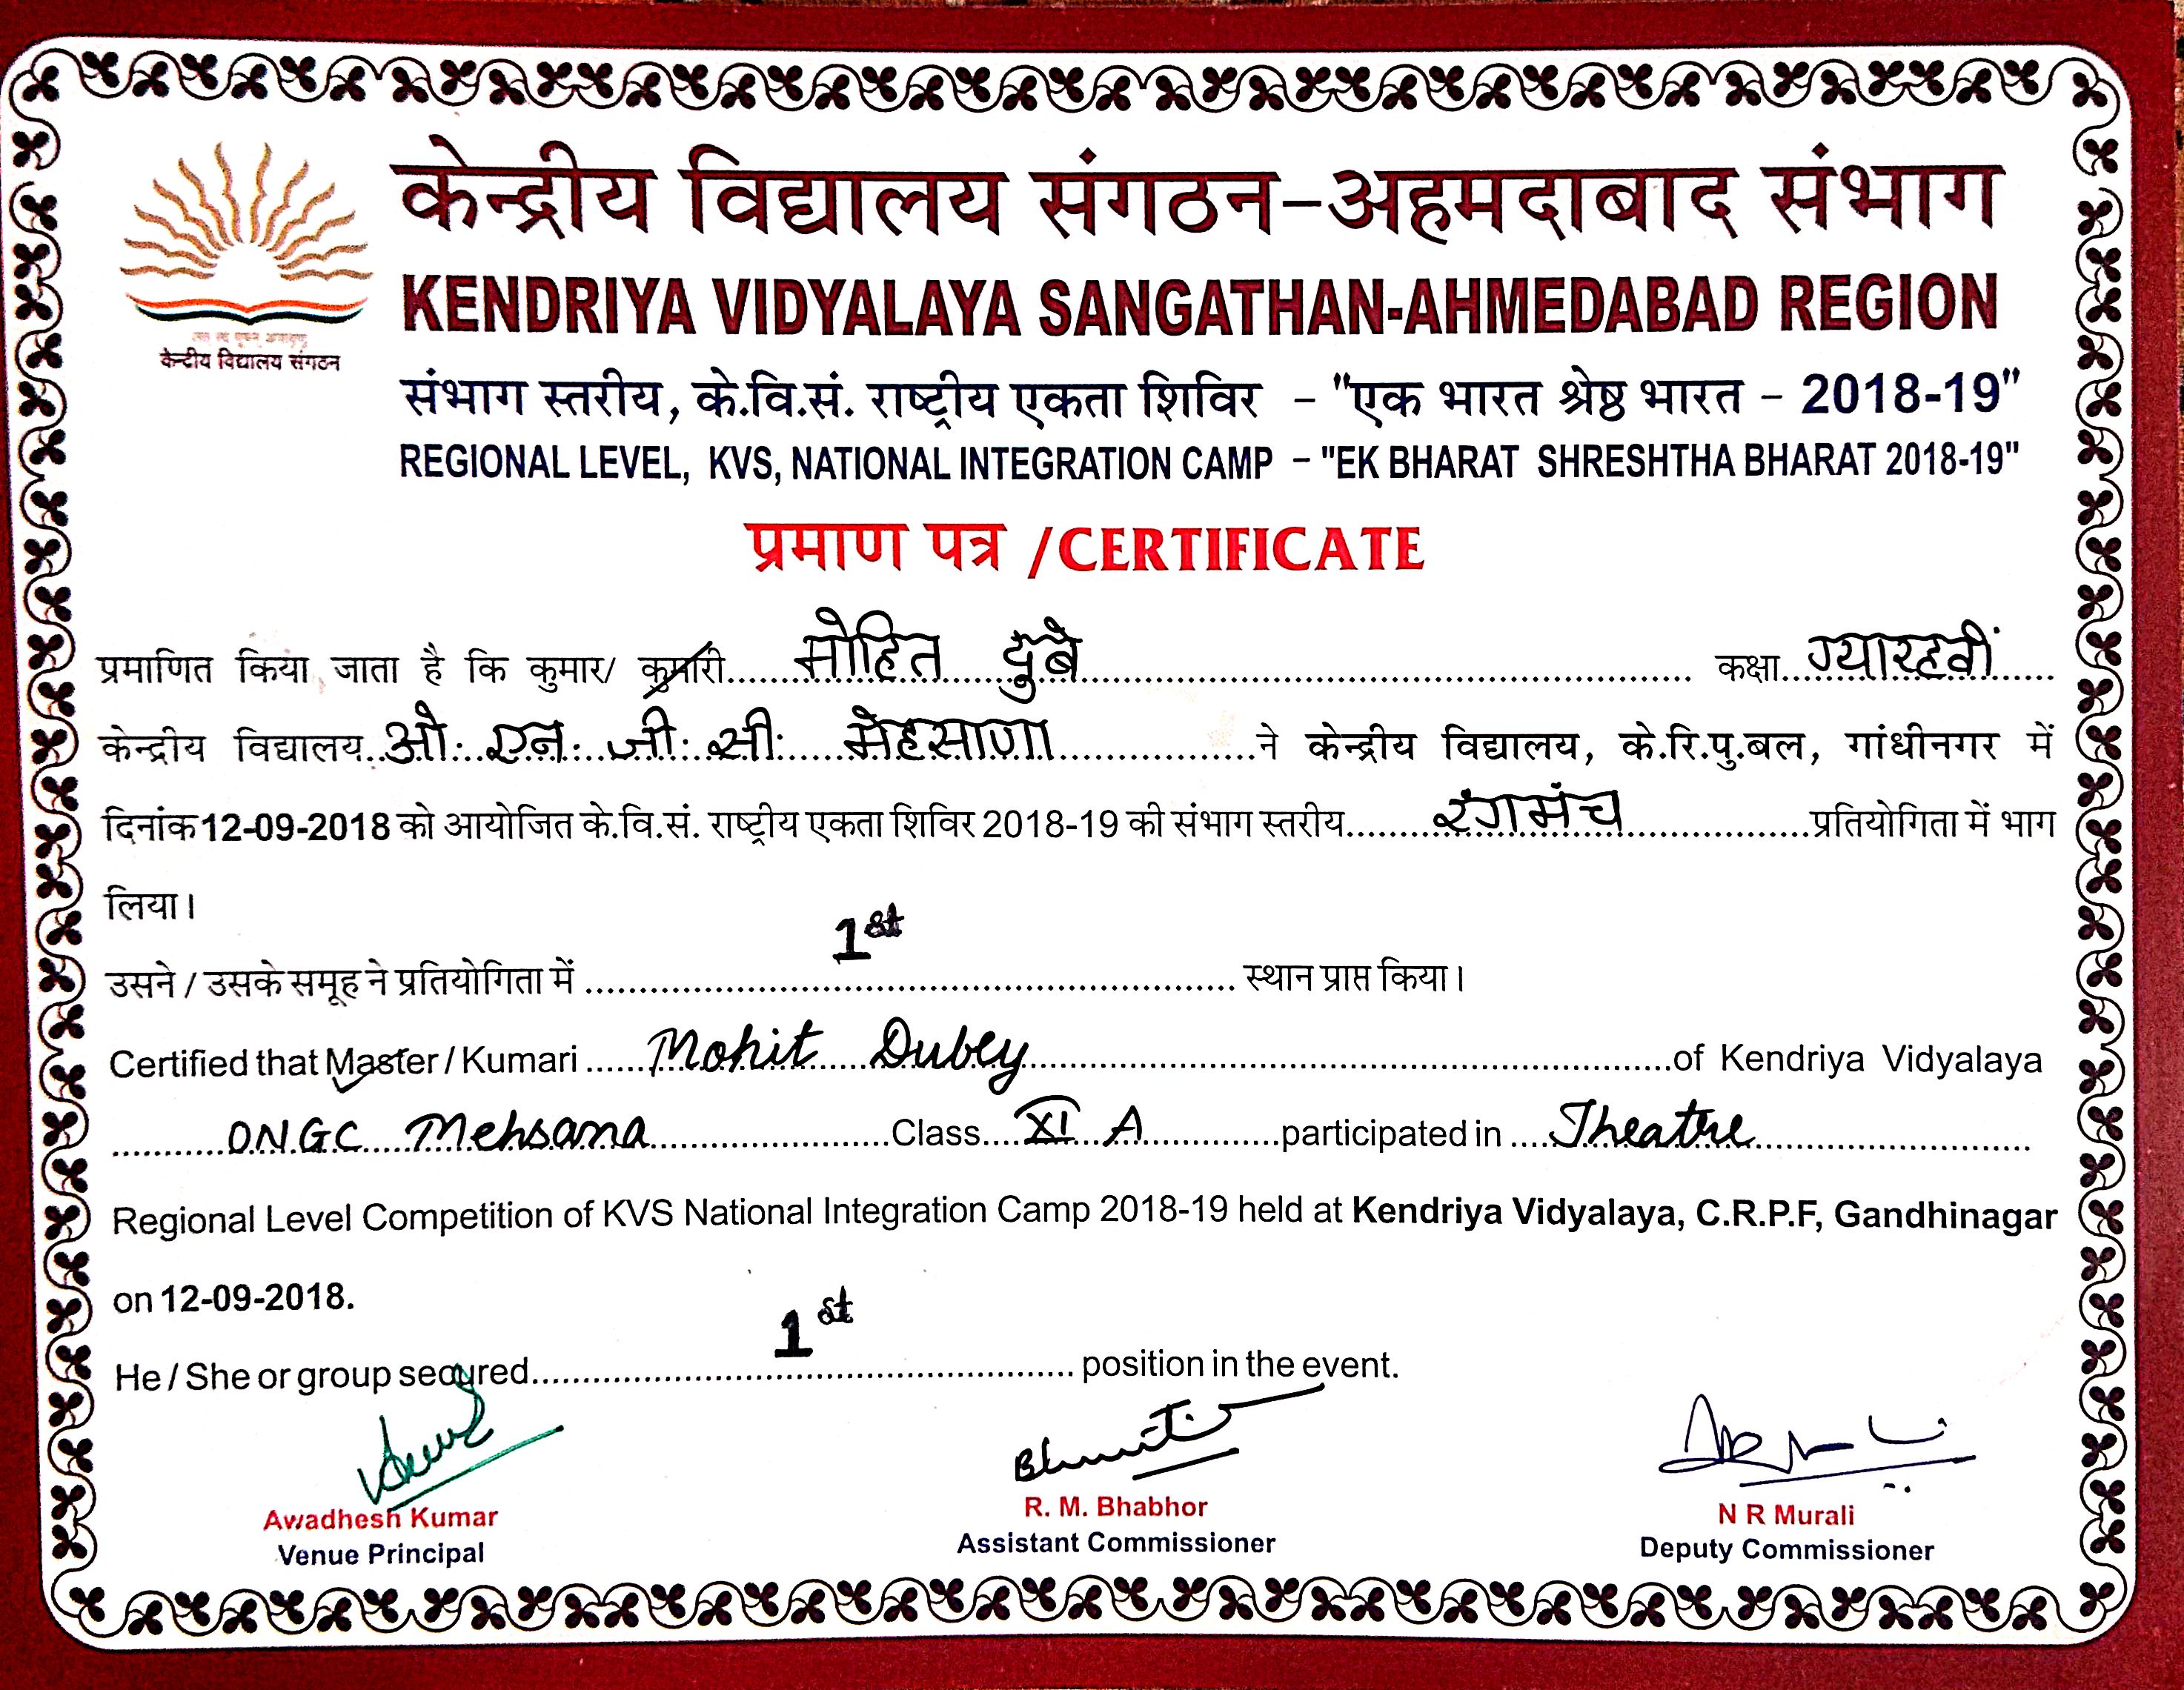 केन्द्रीय विद्यालय संगठन-अहमदाबाद संभाग
KENDRIYA VIDYALAYA SANGATHAN-AHMEDABAD REGION
केन्द्रीय विद्यालय संगठन
संभाग स्तरीय, के.वि.सं. राष्ट्रीय एकता शिविर - "एक भारत श्रेष्ठ भारत - 2018-19"
REGIONAL LEVEL, KVS, NATIONAL INTEGRATION CAMP - "EK BHARAT SHRESHTHA BHARAT 2018-19"
प्रमाण पत्र /CERTIFICATE
प्रमाणित किया जाता है कि कुमार/ कुमारी मोहित दुबे कक्षा ग्यारहवीं
केन्द्रीय विद्यालय ओ. एन. जी. सी. मेहसाणा ने केन्द्रीय विद्यालय, के.रि.पु.बल, गांधीनगर में
दिनांक 12-09-2018 को आयोजित के.वि.सं. राष्ट्रीय एकता शिविर 2018-19 की संभाग स्तरीय रंगमंच प्रतियोगिता में भाग
लिया।
उसने / उसके समूह ने प्रतियोगिता में 1st स्थान प्राप्त किया।
Certified that Master / Kumari Mohit Dubey of Kendriya Vidyalaya
O.N.G.C. Mehsana Class XI A participated in Theatre
Regional Level Competition of KVS National Integration Camp 2018-19 held at Kendriya Vidyalaya, C.R.P.F, Gandhinagar
on 12-09-2018.
He / She or group secured 1st position in the event.
Awadhesh Kumar
Venue Principal
R. M. Bhabhor
Assistant Commissioner
N R Murali
Deputy Commissioner